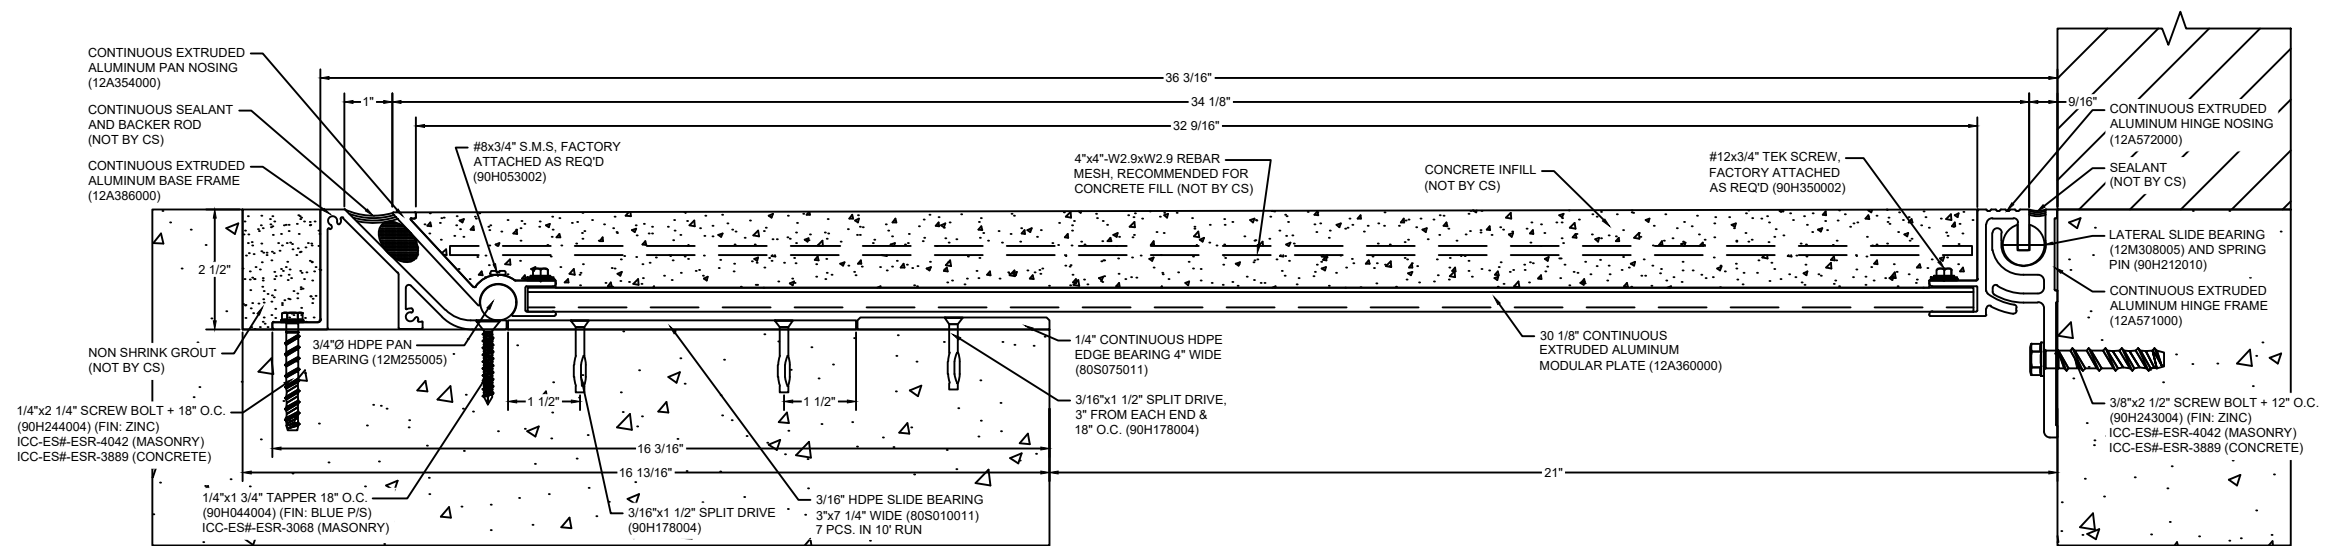 CONTINUOUS EXTRUDED
ALUMINUM PAN NOSING
(12A354000)
CONTINUOUS SEALANT
AND BACKER ROD
(NOT BY CS)
CONTINUOUS EXTRUDED
ALUMINUM BASE FRAME
(12A386000)
36 3/16"
1"
34 1/8"
9/16"
32 9/16"
#8x3/4" S.M.S, FACTORY
ATTACHED AS REQ'D
(90H053002)
4"x4"-W2.9xW2.9 REBAR
MESH, RECOMMENDED FOR
CONCRETE FILL (NOT BY CS)
CONCRETE INFILL
(NOT BY CS)
#12x3/4" TEK SCREW,
FACTORY ATTACHED
AS REQ'D (90H350002)
CONTINUOUS EXTRUDED
ALUMINUM HINGE NOSING
(12A572000)
SEALANT
(NOT BY CS)
LATERAL SLIDE BEARING
(12M308005) AND SPRING
PIN (90H212010)
CONTINUOUS EXTRUDED
ALUMINUM HINGE FRAME
(12A571000)
2 1/2"
NON SHRINK GROUT
(NOT BY CS)
3/4"Ø HDPE PAN
BEARING (12M255005)
1/4" CONTINUOUS HDPE
EDGE BEARING 4" WIDE
(80S075011)
30 1/8" CONTINUOUS
EXTRUDED ALUMINUM
MODULAR PLATE (12A360000)
1 1/2"
1 1/2"
3/16"x1 1/2" SPLIT DRIVE,
3" FROM EACH END &
18" O.C. (90H178004)
1/4"x2 1/4" SCREW BOLT + 18" O.C.
(90H244004) (FIN: ZINC)
ICC-ES#-ESR-4042 (MASONRY)
ICC-ES#-ESR-3889 (CONCRETE)
3/8"x2 1/2" SCREW BOLT + 12" O.C.
(90H243004) (FIN: ZINC)
ICC-ES#-ESR-4042 (MASONRY)
ICC-ES#-ESR-3889 (CONCRETE)
16 3/16"
16 13/16"
21"
1/4"x1 3/4" TAPPER 18" O.C.
(90H044004) (FIN: BLUE P/S)
ICC-ES#-ESR-3068 (MASONRY)
3/16"x1 1/2" SPLIT DRIVE
(90H178004)
3/16" HDPE SLIDE BEARING
3"x7 1/4" WIDE (80S010011)
7 PCS. IN 10' RUN